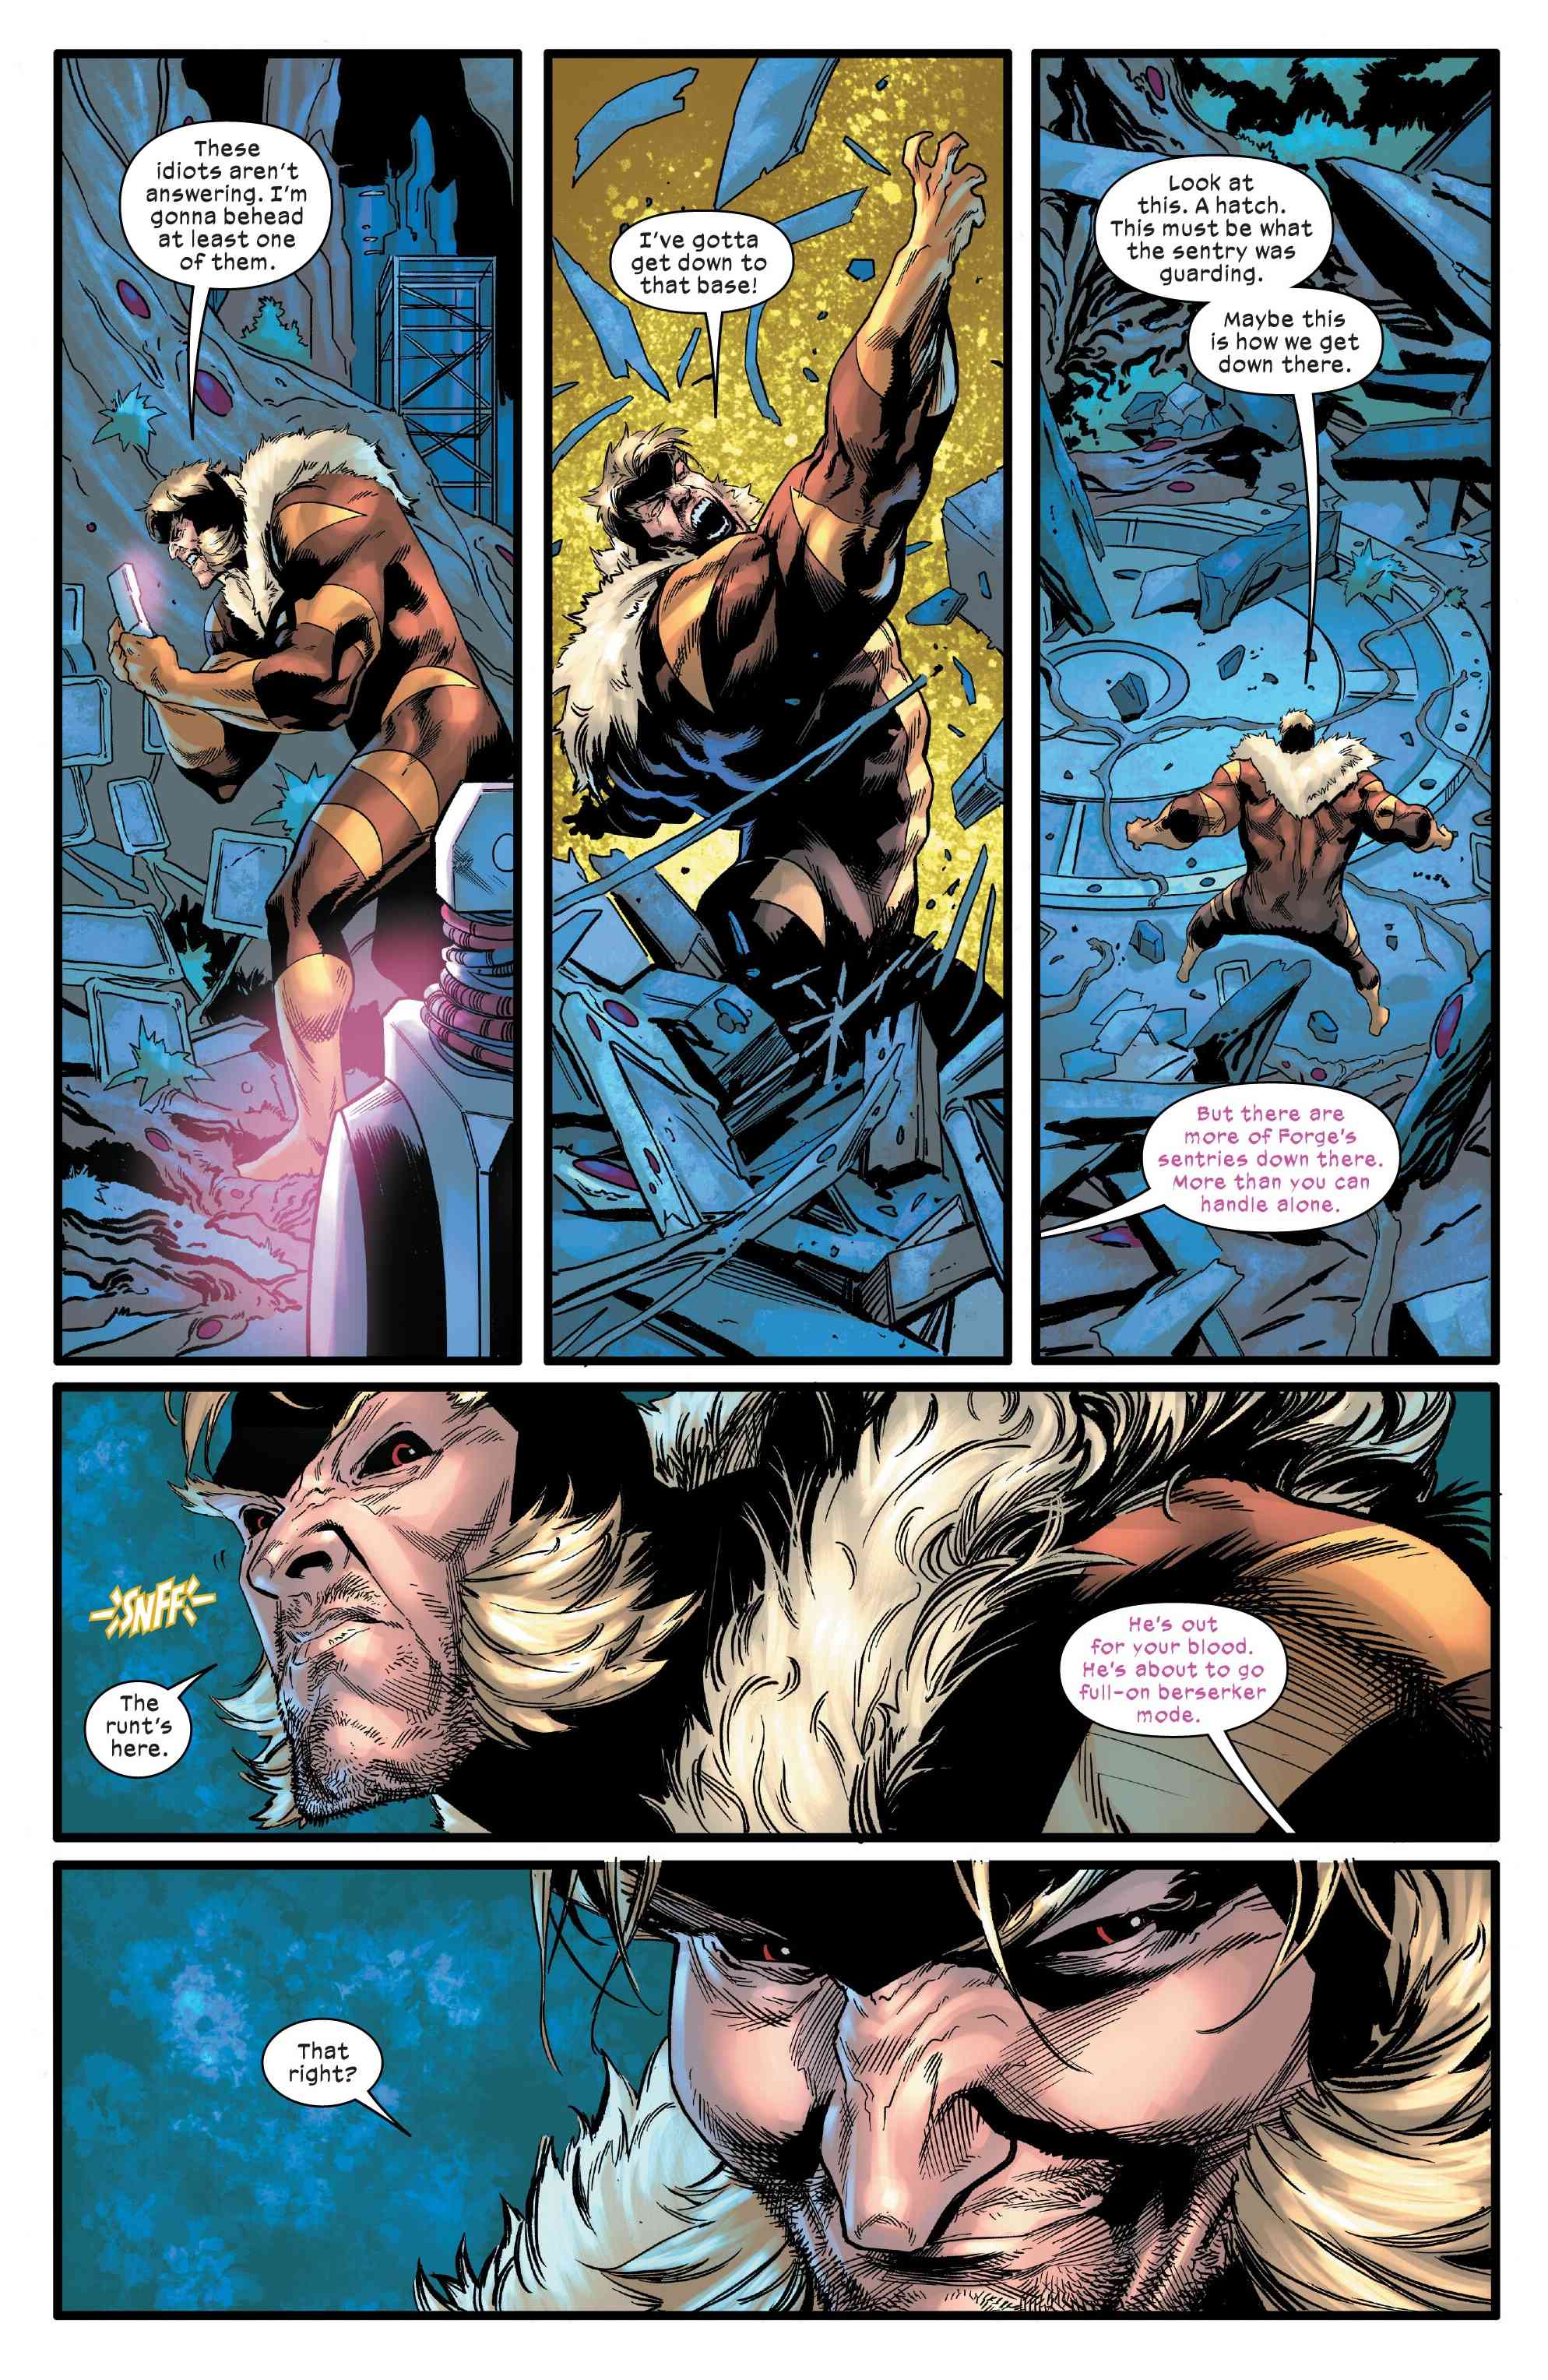 These
idiots aren't
answering. I'm
gonna behead
at least one
of them.
I've gotta
get down to
that base!
Look at
this. A hatch.
This must be what
the sentry was
guarding.
Maybe this
is how we get
down there.
But there are
more of Forge's
sentries down there.
More than you can
handle alone.
SNFF
The
runt's
here.
He's out
for your blood.
He's about to go
full-on berserker
mode.
That
right?